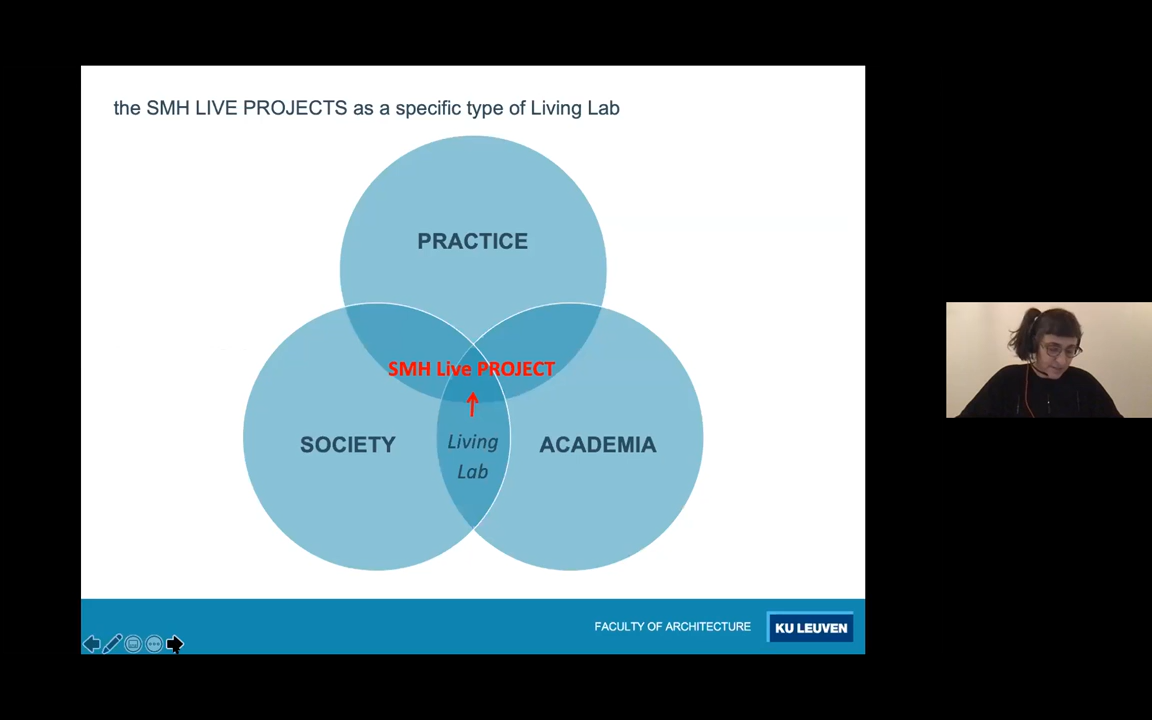 the SMH LIVE PROJECTS as a specific type of Living Lab
PRACTICE
SMH Live PROJECT
SOCIETY
Living
Lab
ACADEMIA
FACULTY OF ARCHITECTURE
KU LEUVEN